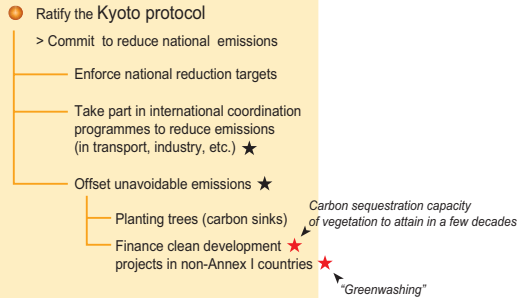 Ratify the Kyoto protocol
> Commit to reduce national emissions
Enforce national reduction targets
Take part in international coordination
programmes to reduce emissions
(in transport, industry, etc.) ★
Offset unavoidable emissions ★
Planting trees (carbon sinks)
Carbon sequestration capacity
of vegetation to attain in a few decades
Finance clean development ★
projects in non-Annex I countries ★
“Greenwashing”